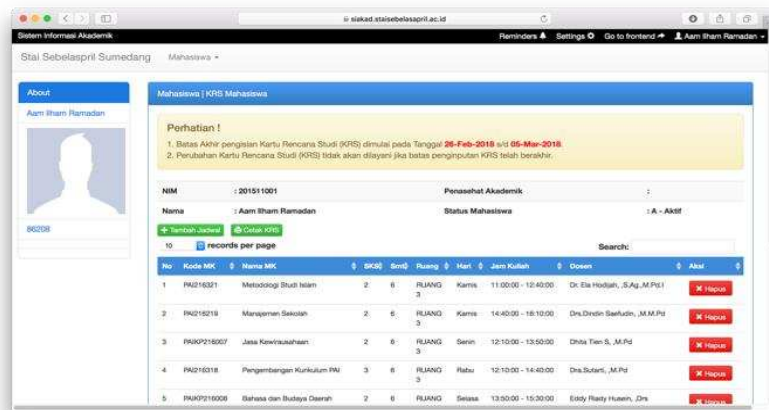 siakad.staisebelasapril.ac.id
Sistem Informasi Akademik
Reminders Settings Go to frontend Aam Ilham Ramadan
Stai Sebelaspril Sumedang Mahasiswa
About
Aam Ilham Ramadan
86208
Mahasiswa | KRS Mahasiswa
Perhatian !
1. Batas Akhir pengisian Kartu Rencana Studi (KRS) dimulai pada Tanggal 26-Feb-2018 s/d 05-Mar-2018
2. Perubahan Kartu Rencana Studi (KRS) tidak akan dilayani jika batas penginputan KRS telah berakhir.
NIM : 201511001 Penasehat Akademik :
Nama : Aam Ilham Ramadan Status Mahasiswa : A - Aktif
Tambah Jadwal Cetak KRS
10 records per page Search:
No Kode MK Nama MK SKS Smt Ruang Hari Jam Kuliah Dosen Aksi
1 PAI216321 Metodologi Studi Islam 2 6 RUANG 3 Kamis 11:00:00 - 12:40:00 Dr. Ela Hodijah, ,S.Ag.,M.Pd.I Hapus
2 PAI216219 Manajemen Sekolah 2 6 RUANG 3 Kamis 14:40:00 - 16:10:00 Drs.Dindin Saefudin, ,M.M.Pd Hapus
3 PAIKP216007 Jasa Kewirausahaan 2 6 RUANG 3 Senin 12:10:00 - 13:50:00 Dhita Tien S, ,M.Pd Hapus
4 PAI216318 Pengembangan Kurikulum PAI 3 6 RUANG 3 Rabu 12:10:00 - 14:40:00 Dra.Sutarti, ,M.Pd Hapus
5 PAIKP216008 Bahasa dan Budaya Daerah 2 6 RUANG Selasa 13:50:00 - 15:30:00 Eddy Riady Husein, ,Drs Hapus